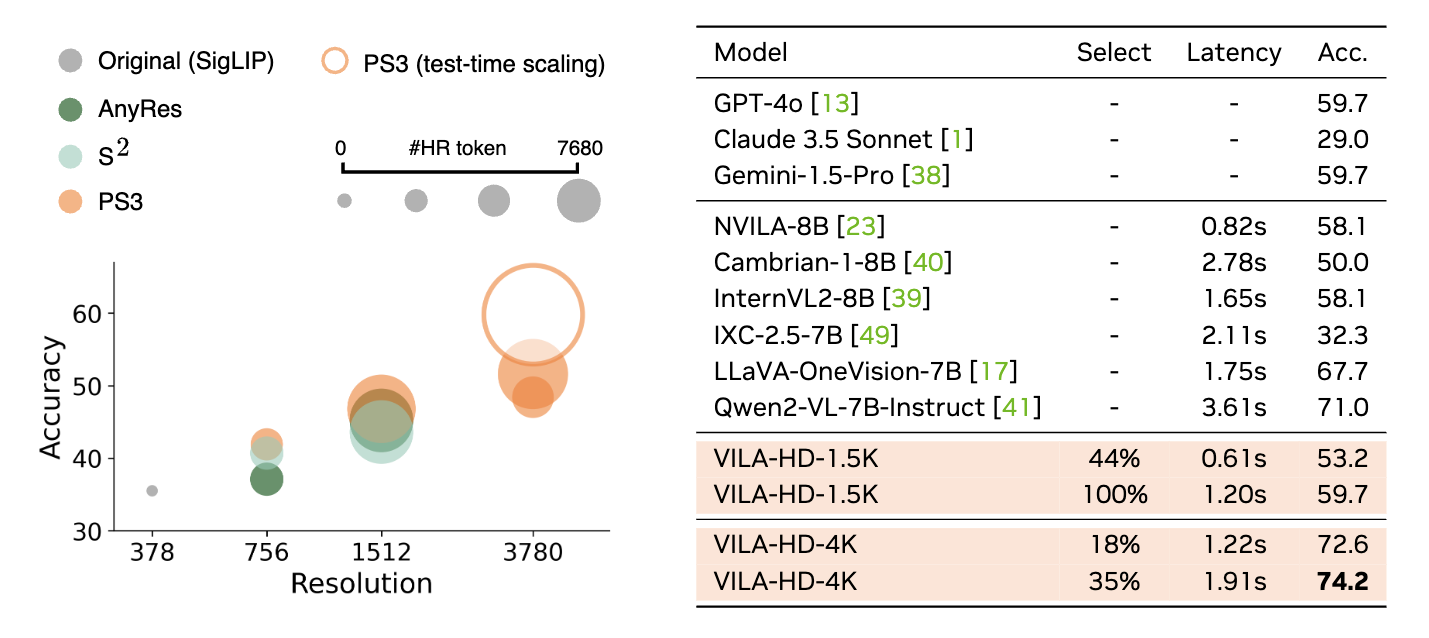 Original (SigLIP)
PS3 (test-time scaling)
AnyRes
S²
PS3
0 #HR token 7680
Accuracy
60
50
40
30
378 756 1512 3780
Resolution
Model Select Latency Acc.
GPT-4o [13] - - 59.7
Claude 3.5 Sonnet [1] - - 29.0
Gemini-1.5-Pro [38] - - 59.7
NVILA-8B [23] - 0.82s 58.1
Cambrian-1-8B [40] - 2.78s 50.0
InternVL2-8B [39] - 1.65s 58.1
IXC-2.5-7B [49] - 2.11s 32.3
LLaVA-OneVision-7B [17] - 1.75s 67.7
Qwen2-VL-7B-Instruct [41] - 3.61s 71.0
VILA-HD-1.5K 44% 0.61s 53.2
VILA-HD-1.5K 100% 1.20s 59.7
VILA-HD-4K 18% 1.22s 72.6
VILA-HD-4K 35% 1.91s 74.2